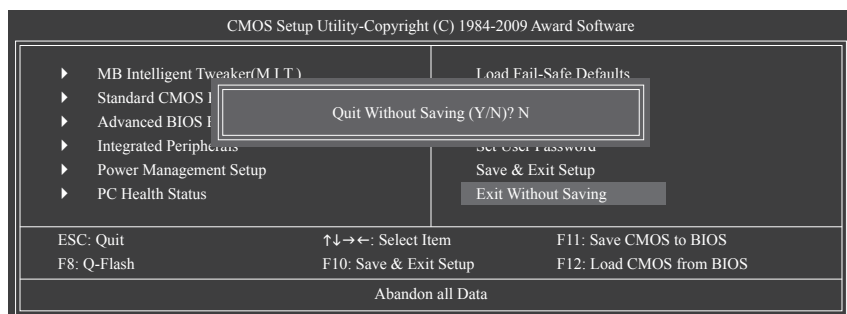 CMOS Setup Utility-Copyright (C) 1984-2009 Award Software
MB Intelligent Tweaker(M.I.T.)
Standard CMOS
Advanced BIOS
Integrated Peripherals
Power Management Setup
PC Health Status
Load Fail-Safe Defaults
Set User Password
Save & Exit Setup
Exit Without Saving
Quit Without Saving (Y/N)? N
ESC: Quit ↑↓→←: Select Item F11: Save CMOS to BIOS
F8: Q-Flash F10: Save & Exit Setup F12: Load CMOS from BIOS
Abandon all Data